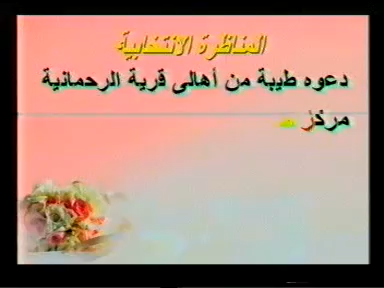 المناظرة الانتخابية
دعوه طيبة من أهالى قرية الرحمانية
مركز